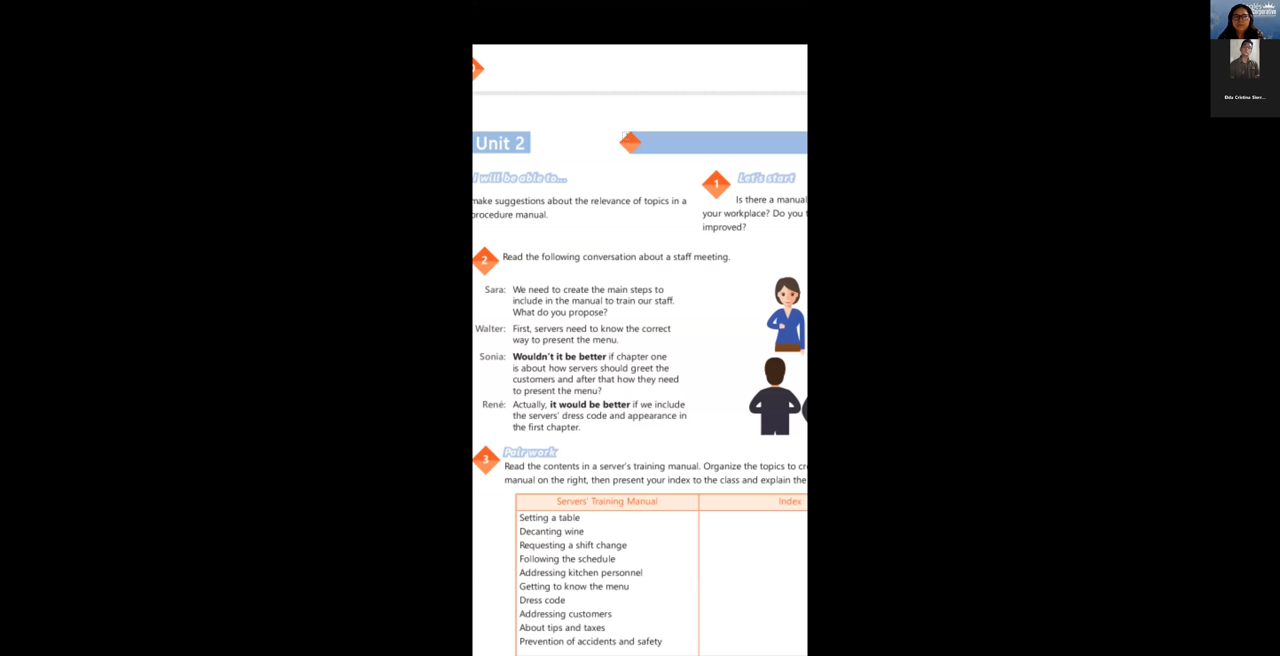 Unit 2
I will be able to...
make suggestions about the relevance of topics in a
procedure manual.
1
Let's start
Is there a manual
your workplace? Do you
improved?
2
Read the following conversation about a staff meeting.
Sara: We need to create the main steps to
include in the manual to train our staff.
What do you propose?
Walter: First, servers need to know the correct
way to present the menu.
Sonia: Wouldn't it be better if chapter one
is about how servers should greet the
customers and after that how they need
to present the menu?
René: Actually, it would be better if we include
the servers' dress code and appearance in
the first chapter.
3
Pair work
Read the contents in a server's training manual. Organize the topics to cr
manual on the right, then present your index to the class and explain the
Servers' Training Manual
Index
Setting a table
Decanting wine
Requesting a shift change
Following the schedule
Addressing kitchen personnel
Getting to know the menu
Dress code
Addressing customers
About tips and taxes
Prevention of accidents and safety
Corporation
Elda Cristina